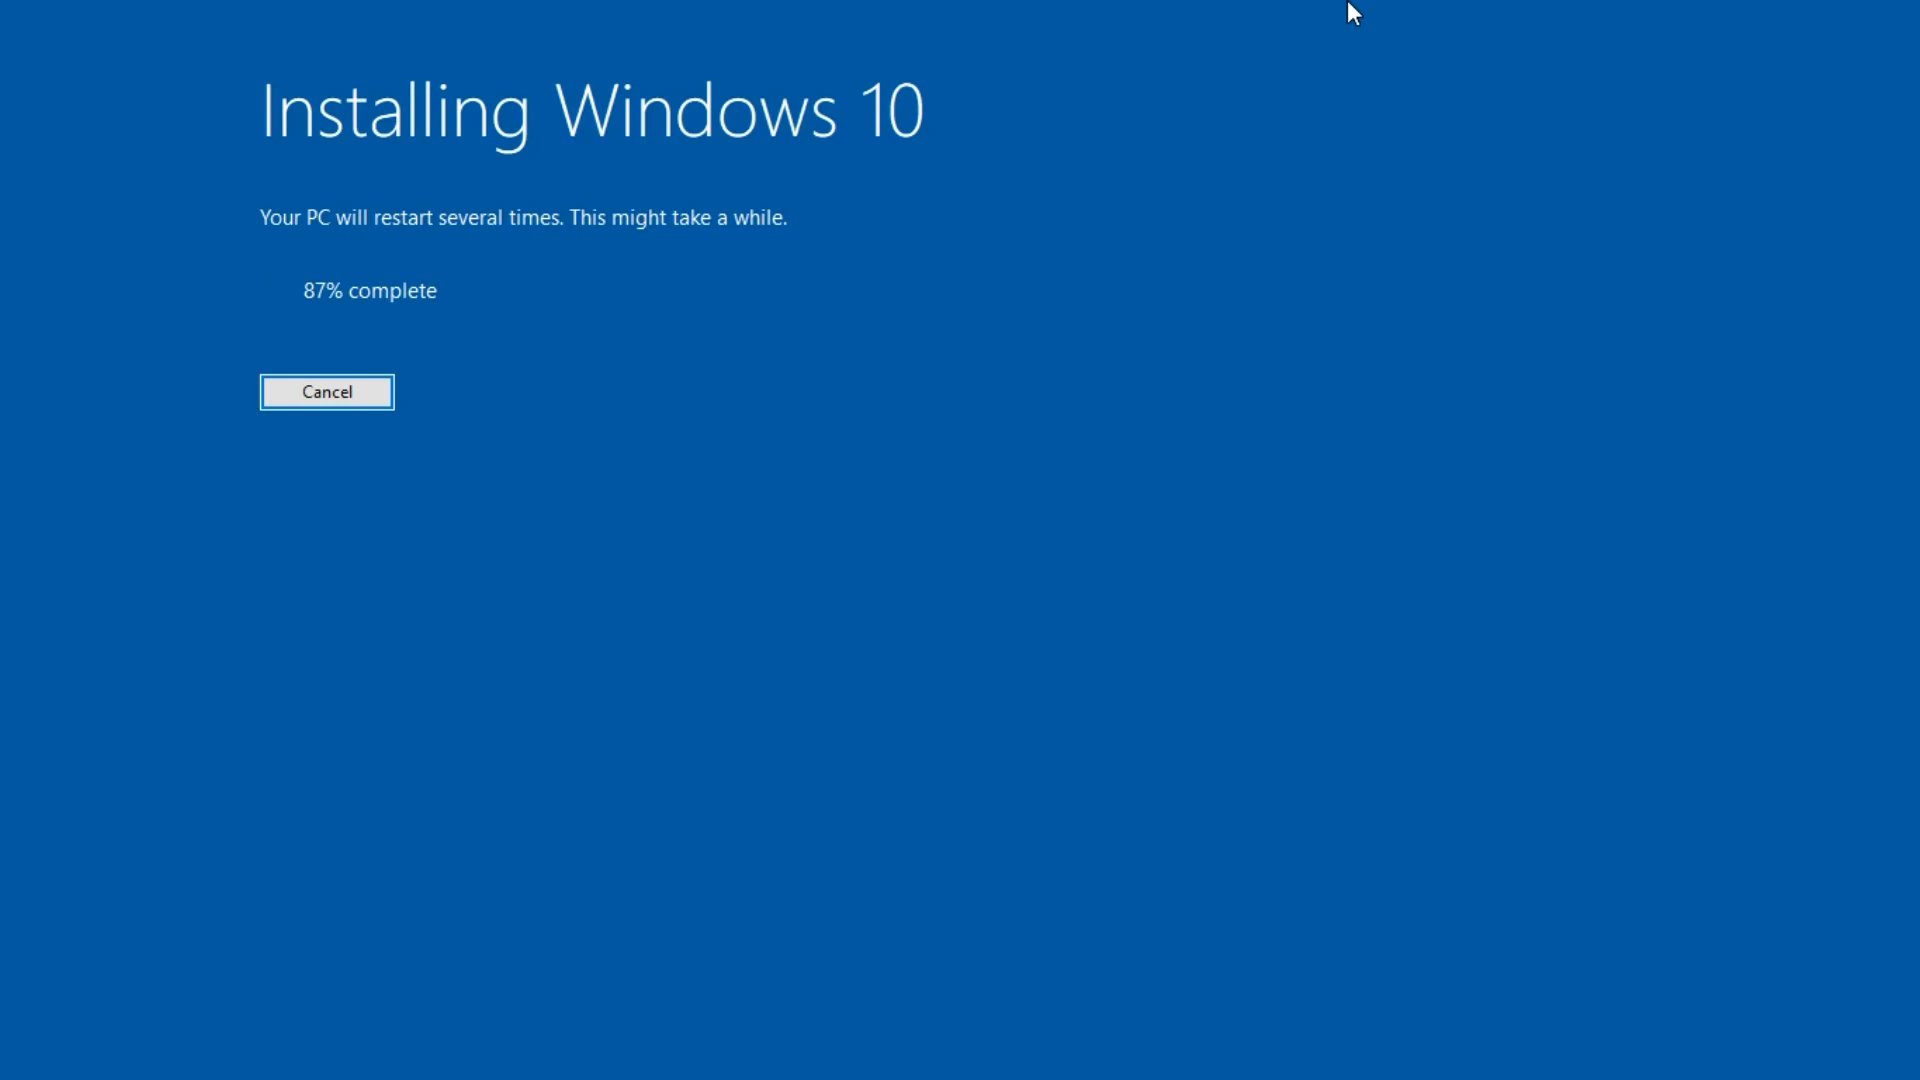 Installing Windows 10
Your PC will restart several times. This might take a while.
87% complete
Cancel